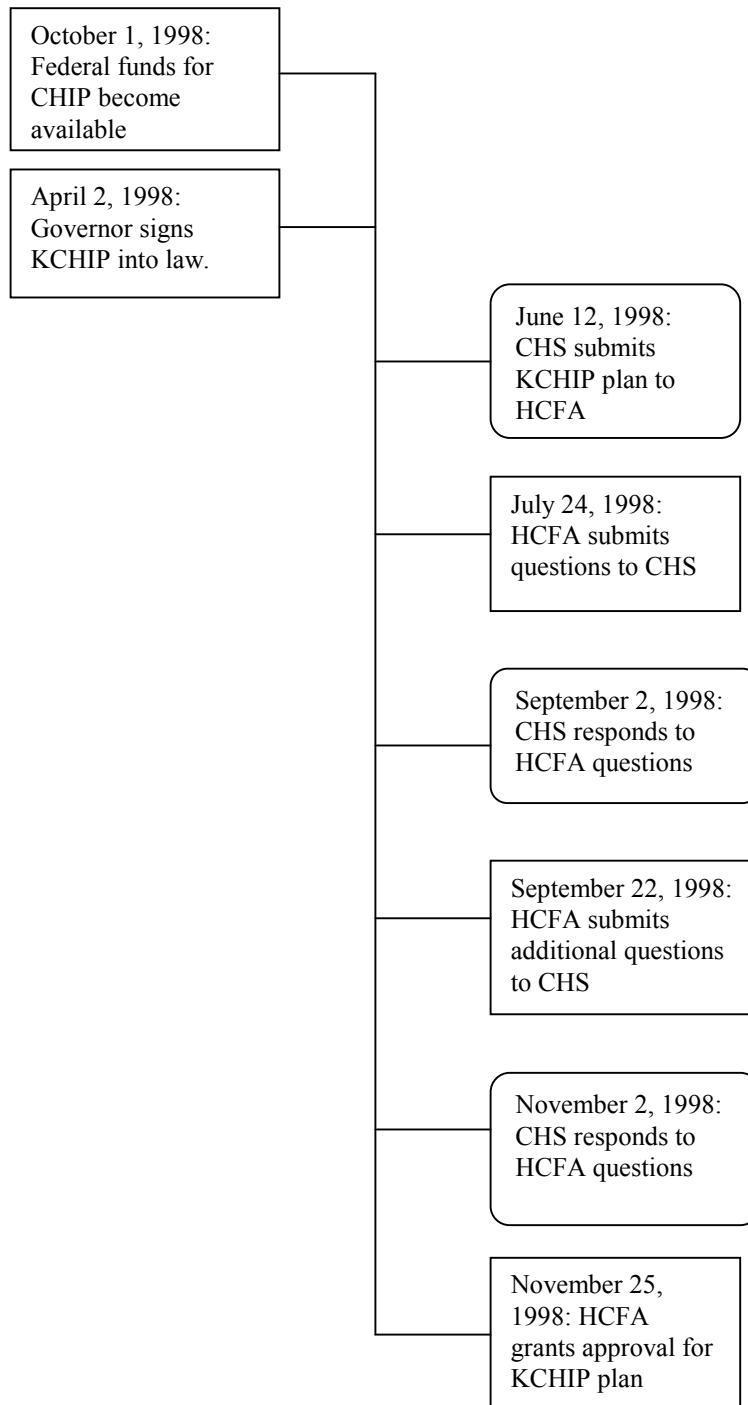 October 1, 1998:
Federal funds for
CHIP become
available
April 2, 1998:
Governor signs
KCHIP into law.
June 12, 1998:
CHS submits
KCHIP plan to
HCFA
July 24, 1998:
HCFA submits
questions to CHS
September 2, 1998:
CHS responds to
HCFA questions
September 22, 1998:
HCFA submits
additional questions
to CHS
November 2, 1998:
CHS responds to
HCFA questions
November 25,
1998: HCFA
grants approval for
KCHIP plan